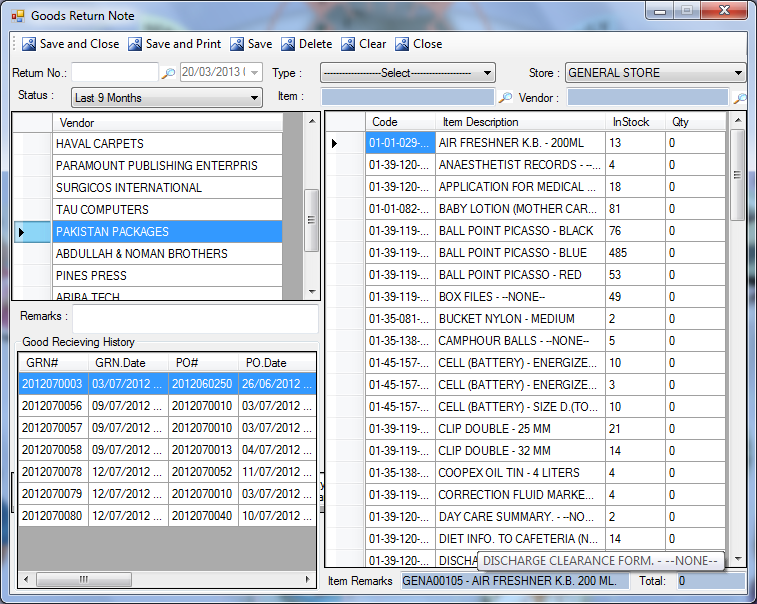 Goods Return Note
Save and Close Save and Print Save Delete Clear Close
Return No.: 20/03/2013 Type : -------------------Select------------------- Store : GENERAL STORE
Status : Last 9 Months Item : Vendor :
Vendor
HAVAL CARPETS
PARAMOUNT PUBLISHING ENTERPRIS
SURGICOS INTERNATIONAL
TAU COMPUTERS
PAKISTAN PACKAGES
ABDULLAH & NOMAN BROTHERS
PINES PRESS
ARIBA TECH
Remarks :
Good Recieving History
GRN# GRN.Date PO# PO.Date
2012070003 03/07/2012 ... 2012060250 26/06/2012 ...
2012070056 09/07/2012 ... 2012070010 03/07/2012 ...
2012070057 09/07/2012 ... 2012070010 03/07/2012 ...
2012070058 09/07/2012 ... 2012070013 04/07/2012 ...
2012070078 12/07/2012 ... 2012070052 11/07/2012 ...
2012070079 12/07/2012 ... 2012070010 03/07/2012 ...
2012070080 12/07/2012 ... 2012070040 10/07/2012 ...
Code Item Description InStock Qty
01-01-029-... AIR FRESHNER K.B. - 200ML 13 0
01-39-120-... ANAESTHETIST RECORDS - --... 4 0
01-39-120-... APPLICATION FOR MEDICAL ... 18 0
01-01-082-... BABY LOTION (MOTHER CAR... 81 0
01-39-119-... BALL POINT PICASSO - BLACK 76 0
01-39-119-... BALL POINT PICASSO - BLUE 485 0
01-39-119-... BALL POINT PICASSO - RED 53 0
01-39-119-... BOX FILES - --NONE-- 49 0
01-35-081-... BUCKET NYLON - MEDIUM 2 0
01-35-138-... CAMPHOUR BALLS - --NONE-- 5 0
01-45-157-... CELL (BATTERY) - ENERGIZE... 10 0
01-45-157-... CELL (BATTERY) - ENERGIZE... 3 0
01-45-157-... CELL (BATTERY) - SIZE D.(TO... 10 0
01-39-119-... CLIP DOUBLE - 25 MM 21 0
01-39-119-... CLIP DOUBLE - 32 MM 14 0
01-35-138-... COOPEX OIL TIN - 4 LITERS 4 0
01-39-119-... CORRECTION FLUID MARKE... 4 0
01-39-120-... DAY CARE SUMMARY. - --NO... 2 0
01-39-120-... DIET INFO. TO CAFETERIA (N... 14 0
01-39-120-... DISCHA
DISCHARGE CLEARANCE FORM. - --NONE--
Item Remarks GENA00105 - AIR FRESHNER K.B. 200 ML. Total: 0